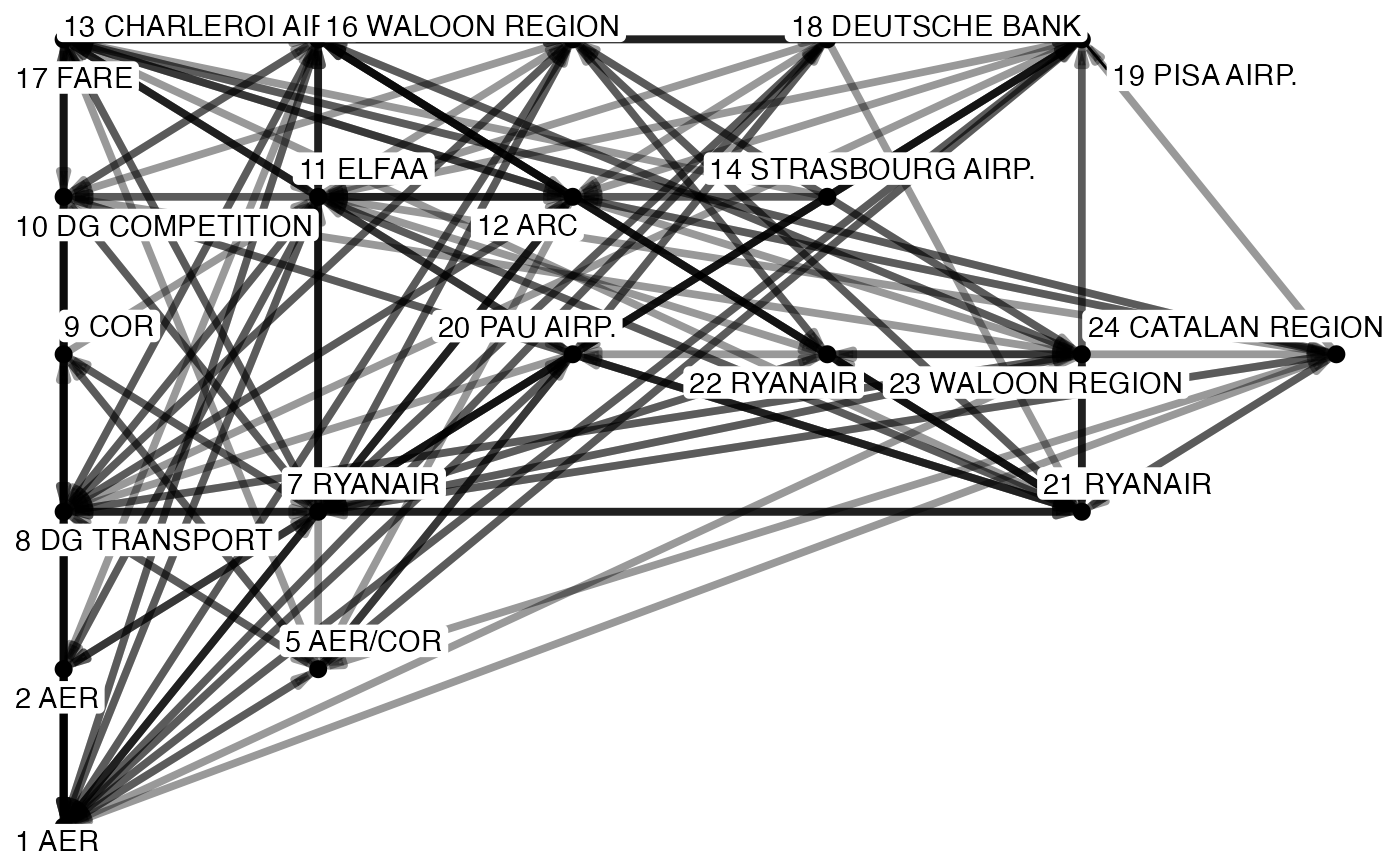 13 CHARLEROI AIR
16 WALOON REGION
18 DEUTSCHE BANK
17 FARE
19 PISA AIRP.
11 ELFAA
14 STRASBOURG AIRP.
10 DG COMPETITION
12 ARC
9 COR
20 PAU AIRP.
24 CATALAN REGION
22 RYANAIR
23 WALOON REGION
7 RYANAIR
21 RYANAIR
8 DG TRANSPORT
5 AER/COR
2 AER
1 AER